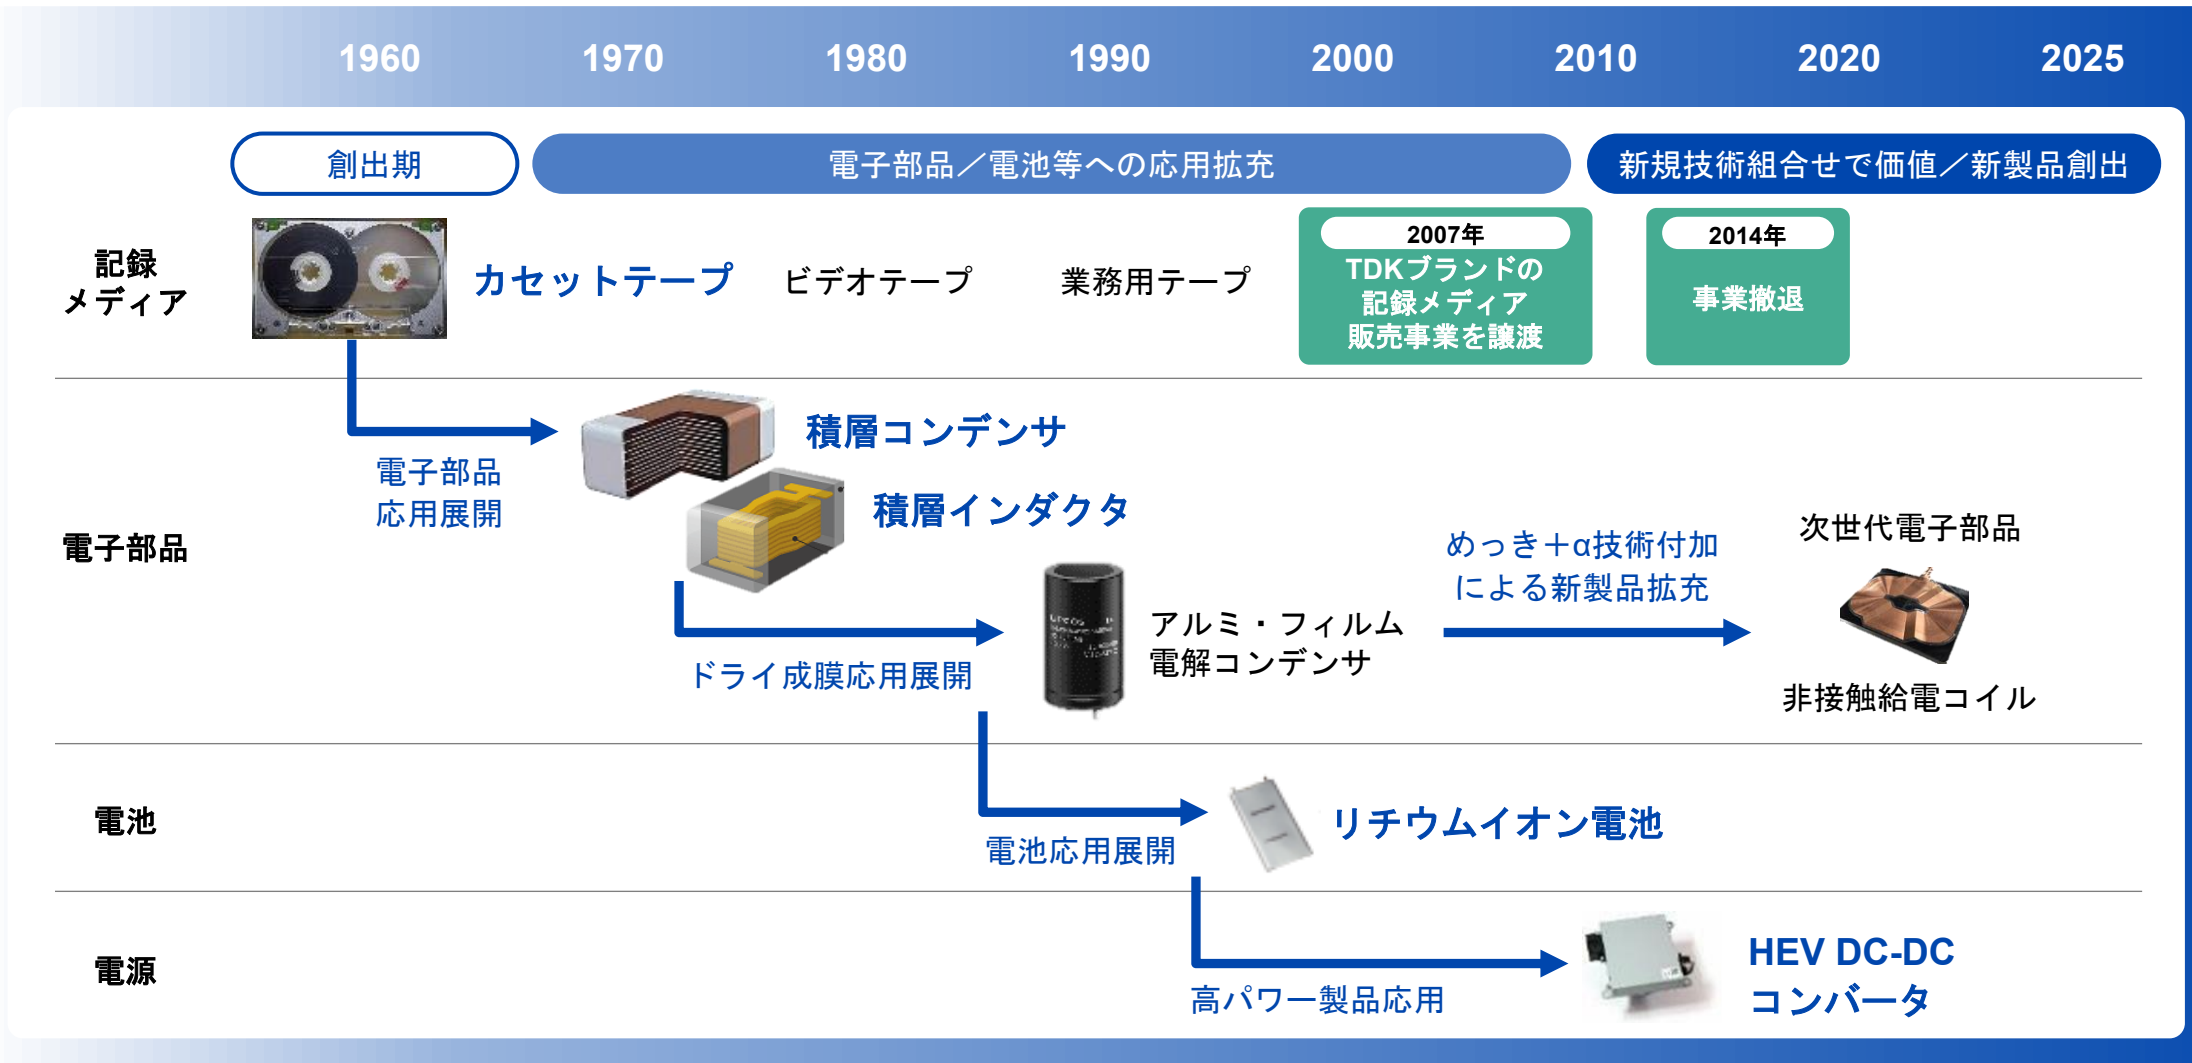 1960
1970
1980
1990
2000
2010
2020
2025
創出期
電子部品／電池等への応用拡充
新規技術組合せで価値／新製品創出
記録
メディア
カセットテープ
ビデオテープ
業務用テープ
2007年
TDKブランドの
記録メディア
販売事業を譲渡
2014年
事業撤退
電子部品
電子部品
応用展開
積層コンデンサ
積層インダクタ
ドライ成膜応用展開
アルミ・フィルム
電解コンデンサ
めっき＋α技術付加
による新製品拡充
次世代電子部品
非接触給電コイル
電池
電池応用展開
リチウムイオン電池
電源
高パワー製品応用
HEV DC-DC
コンバータ